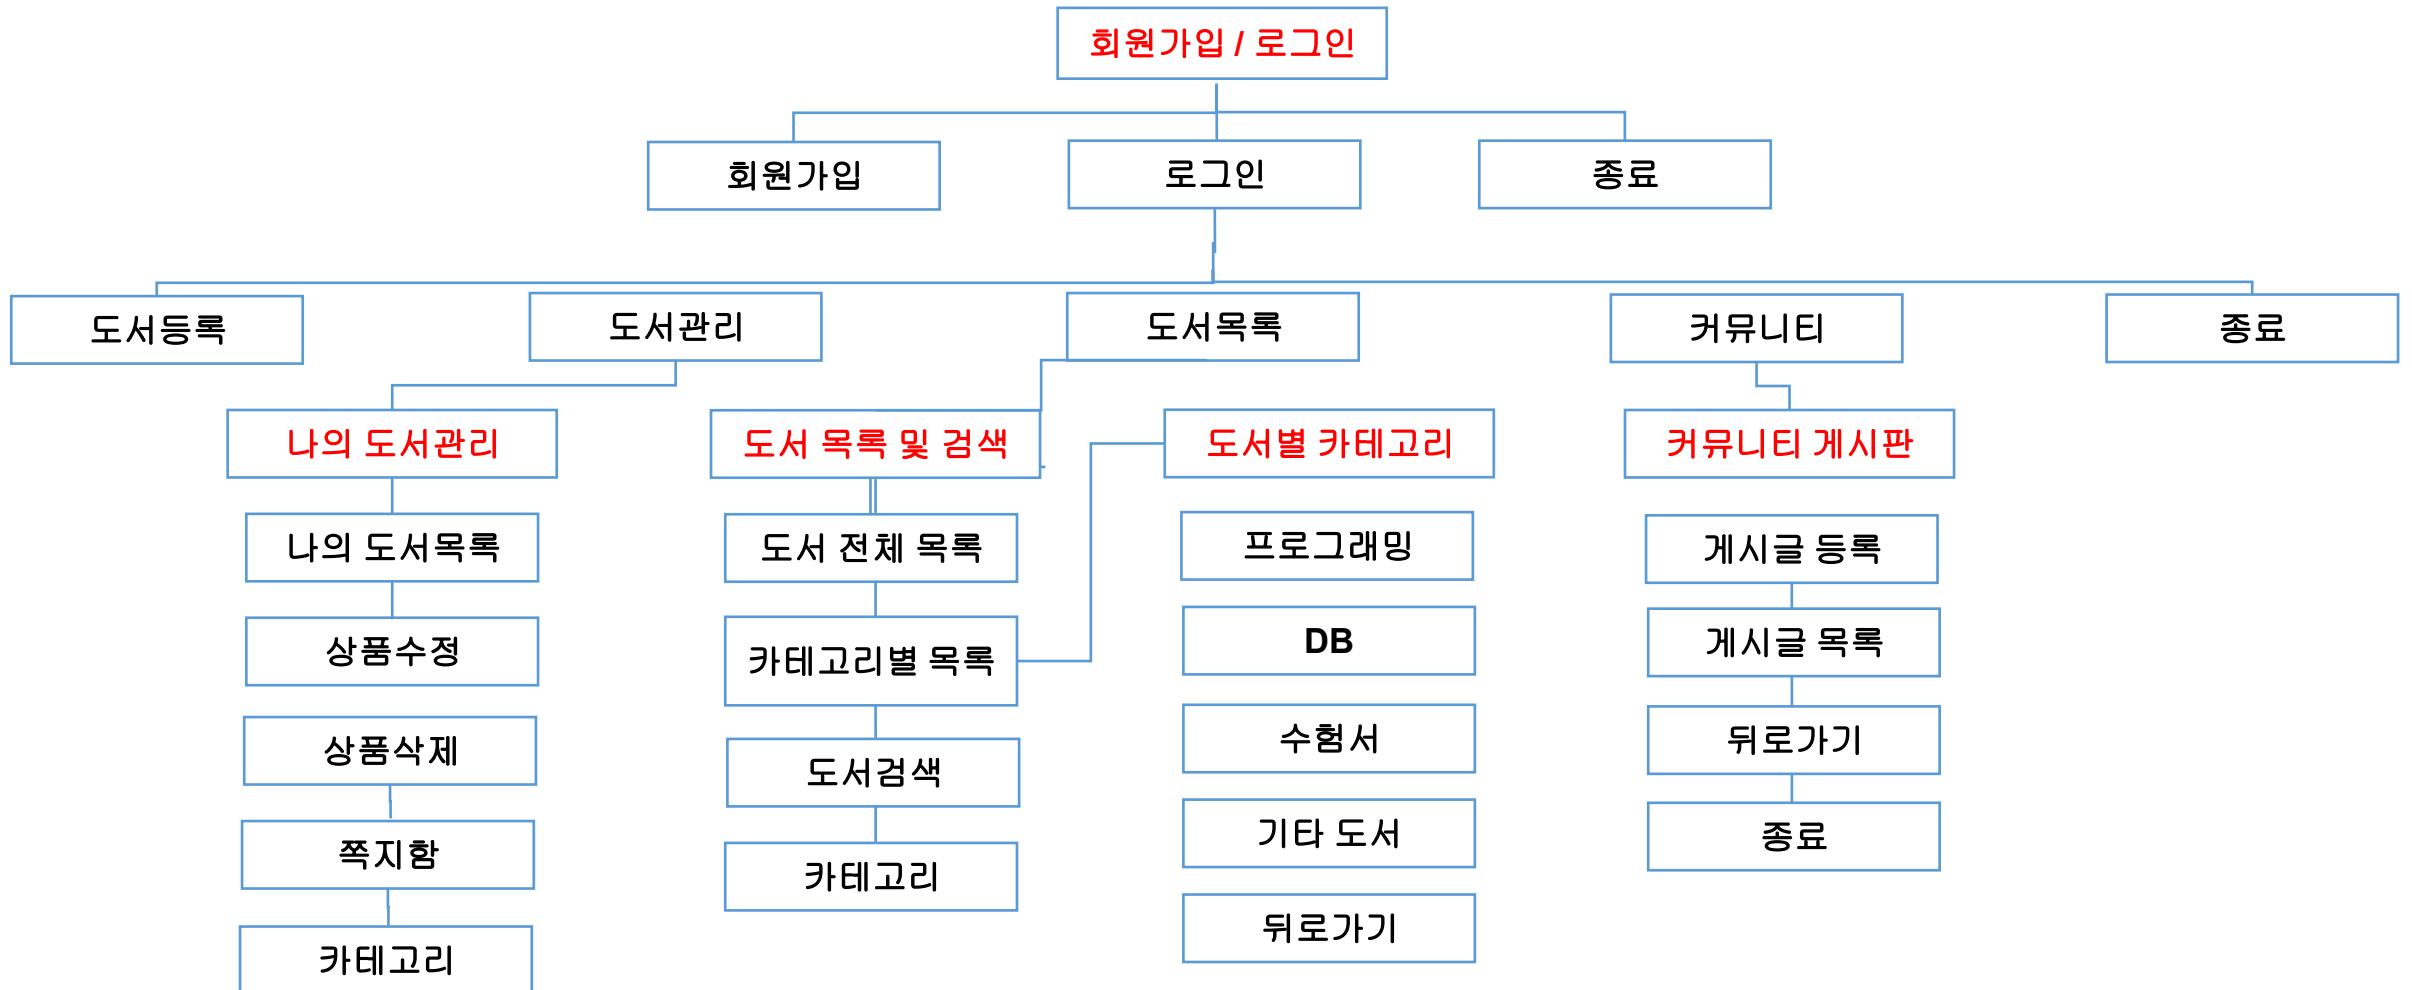 회원가입 / 로그인
회원가입
로그인
종료
도서등록
도서관리
도서목록
커뮤니티
종료
나의 도서관리
도서 목록 및 검색
도서별 카테고리
커뮤니티 게시판
나의 도서목록
도서 전체 목록
프로그래밍
게시글 등록
상품수정
카테고리별 목록
DB
게시글 목록
상품삭제
도서검색
수험서
뒤로가기
쪽지함
카테고리
기타 도서
종료
카테고리
뒤로가기